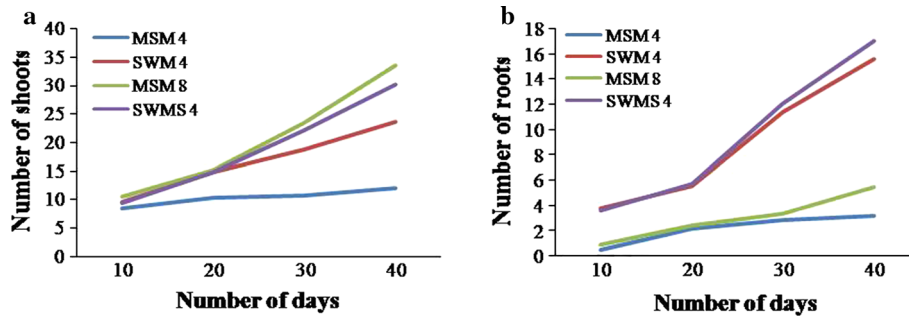 a
Number of shoots
40
35
30
25
20
15
10
5
0
MSM 4
SWM 4
MSM 8
SWMS 4
10 20 30 40
Number of days
b
Number of roots
18
16
14
12
10
8
6
4
2
0
MSM 4
SWM 4
MSM 8
SWMS 4
10 20 30 40
Number of days